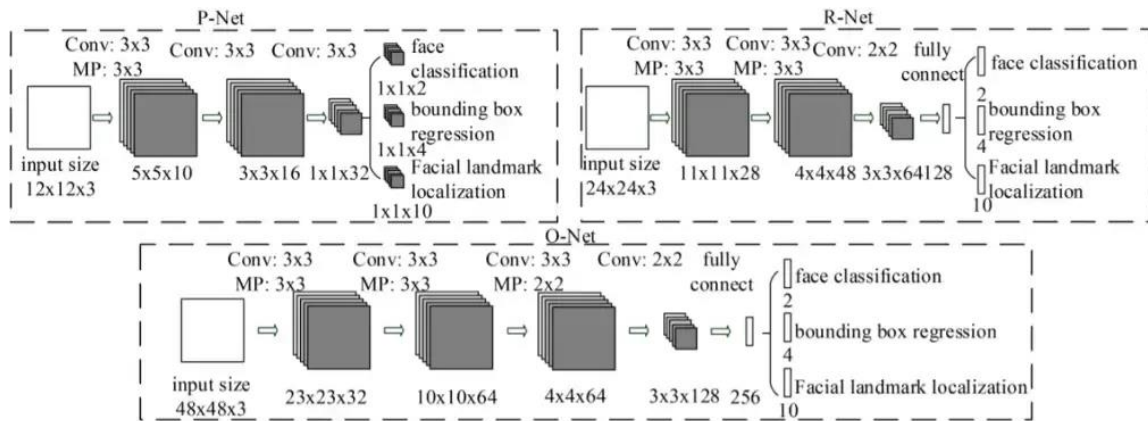 P-Net
Conv: 3x3 Conv: 3x3 Conv: 3x3
MP: 3x3
face
classification
1x1x2
bounding box
regression
1x1x4
Facial landmark
localization
1x1x10
input size
12x12x3
5x5x10
3x3x16
1x1x32
R-Net
Conv: 3x3 Conv: 3x3 Conv: 2x2 fully
MP: 3x3 MP: 3x3 connect
face classification
2
bounding box
regression
4
Facial landmark
localization
10
input size
24x24x3
11x11x28
4x4x48
3x3x64
128
O-Net
Conv: 3x3 Conv: 3x3 Conv: 3x3 Conv: 2x2 fully
MP: 3x3 MP: 3x3 MP: 2x2 connect
face classification
2
bounding box regression
4
Facial landmark localization
10
input size
48x48x3
23x23x32
10x10x64
4x4x64
3x3x128
256